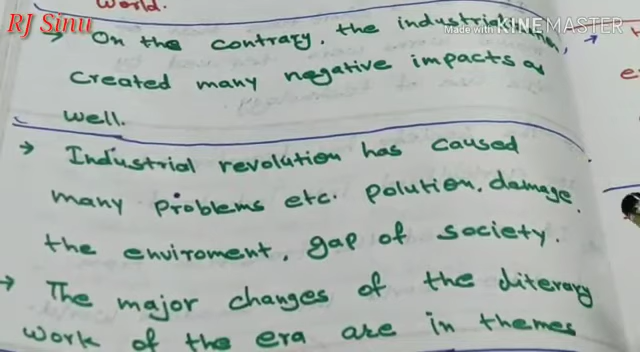 world.
RJ Sinu
Made with KINEMASTER
→ On the contrary, the
created many negative impacts as
well.
→ Industrial revolution has caused
many problems etc. polution, damage
the enviroment, gap of society.
→ The major changes of the literary
work of the era are in themes